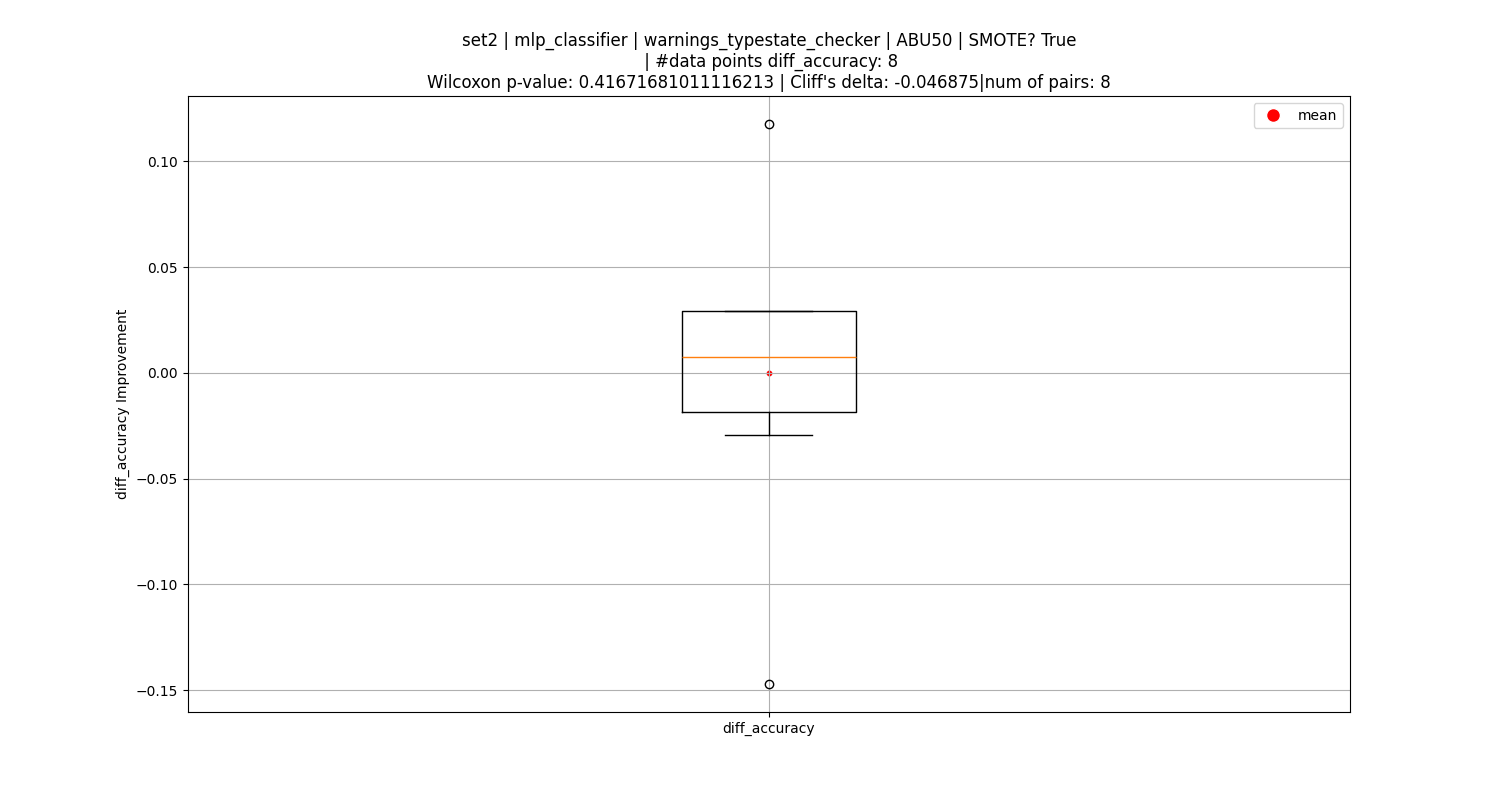 set2 | mlp_classifier | warnings_typestate_checker | ABU50 | SMOTE? True
| #data points diff_accuracy: 8
Wilcoxon p-value: 0.41671681011116213 | Cliff's delta: -0.046875|num of pairs: 8
mean
0.10
0.05
0.00
−0.05
−0.10
−0.15
diff_accuracy Improvement
diff_accuracy